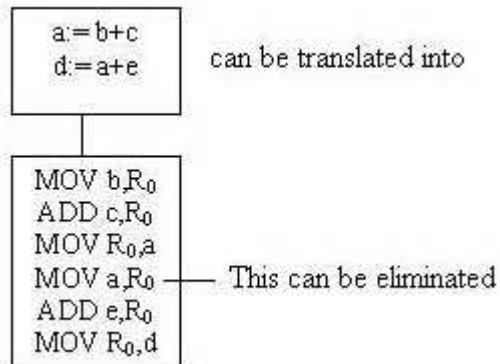 a:= b+c
d:= a+e
can be translated into
MOV b,R₀
ADD c,R₀
MOV R₀,a
MOV a,R₀
This can be eliminated
ADD e,R₀
MOV R₀,d